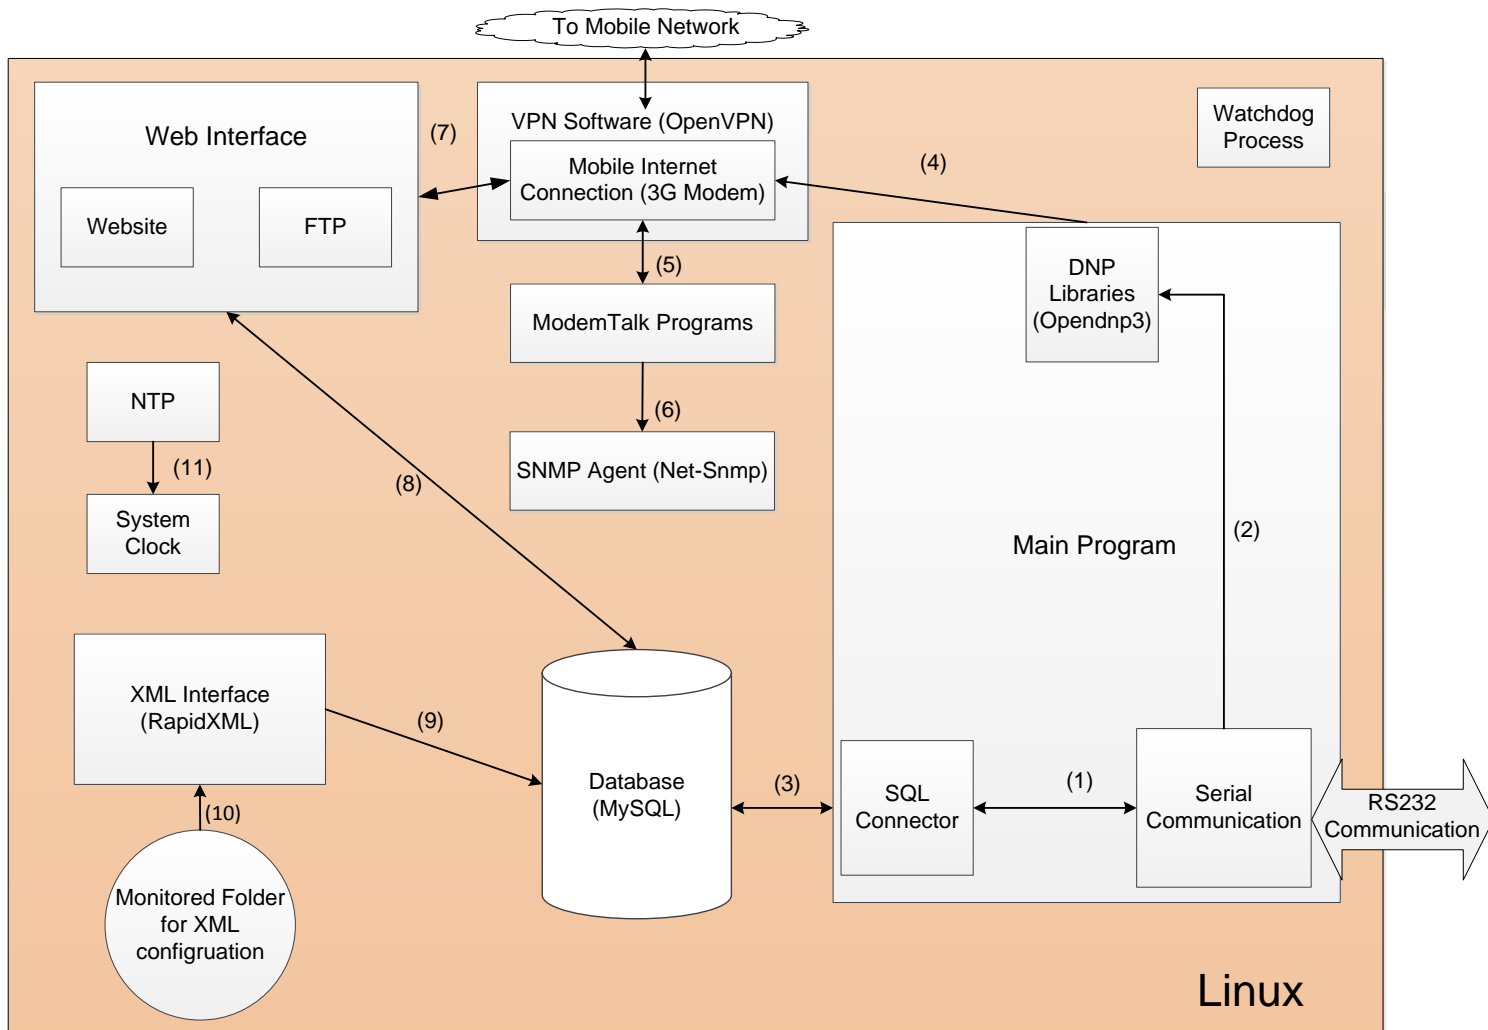 To Mobile Network
Web Interface
Website
FTP
(7)
VPN Software (OpenVPN)
Mobile Internet
Connection (3G Modem)
(4)
Watchdog
Process
(5)
ModemTalk Programs
(6)
SNMP Agent (Net-Snmp)
DNP
Libraries
(Opendnp3)
(2)
Main Program
NTP
(11)
System
Clock
(8)
XML Interface
(RapidXML)
(9)
(10)
Monitored Folder
for XML
configruation
Database
(MySQL)
(3)
SQL
Connector
(1)
Serial
Communication
RS232
Communication
Linux